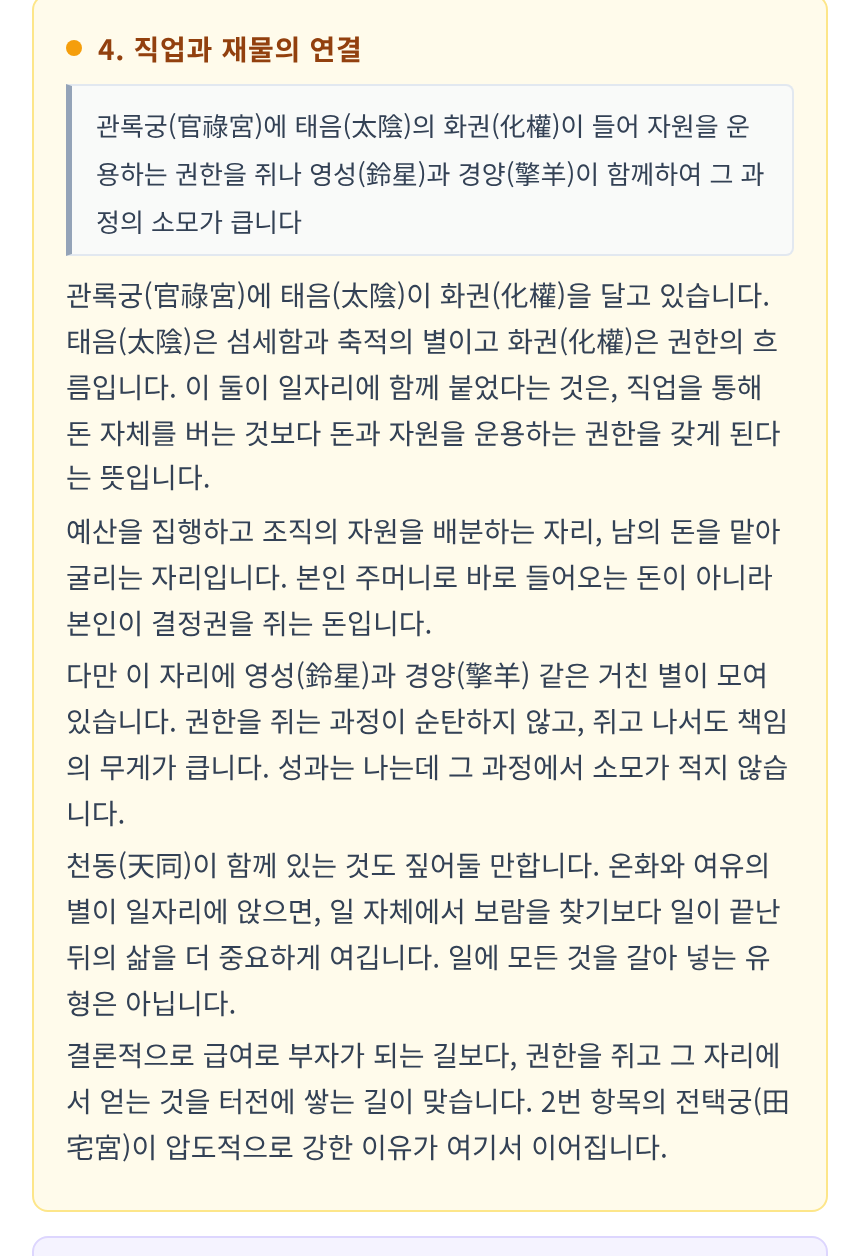 4. 직업과 재물의 연결
관록궁(官祿宮)에 태음(太陰)의 화권(化權)이 들어 자원을 운
용하는 권한을 쥐나 영성(鈴星)과 경양(擎羊)이 함께하여 그 과
정의 소모가 큽니다
관록궁(官祿宮)에 태음(太陰)이 화권(化權)을 달고 있습니다.
태음(太陰)은 섬세함과 축적의 별이고 화권(化權)은 권한의 흐
름입니다. 이 둘이 일자리에 함께 붙었다는 것은, 직업을 통해
돈 자체를 버는 것보다 돈과 자원을 운용하는 권한을 갖게 된다
는 뜻입니다.
예산을 집행하고 조직의 자원을 배분하는 자리, 남의 돈을 맡아
굴리는 자리입니다. 본인 주머니로 바로 들어오는 돈이 아니라
본인이 결정권을 쥐는 돈입니다.
다만 이 자리에 영성(鈴星)과 경양(擎羊) 같은 거친 별이 모여
있습니다. 권한을 쥐는 과정이 순탄하지 않고, 쥐고 나서도 책임
의 무게가 큽니다. 성과는 나는데 그 과정에서 소모가 적지 않습
니다.
천동(天同)이 함께 있는 것도 짚어둘 만합니다. 온화와 여유의
별이 일자리에 앉으면, 일 자체에서 보람을 찾기보다 일이 끝난
뒤의 삶을 더 중요하게 여깁니다. 일에 모든 것을 갈아 넣는 유
형은 아닙니다.
결론적으로 급여로 부자가 되는 길보다, 권한을 쥐고 그 자리에
서 얻는 것을 터전에 쌓는 길이 맞습니다. 2번 항목의 전택궁(田
宅宮)이 압도적으로 강한 이유가 여기서 이어집니다.